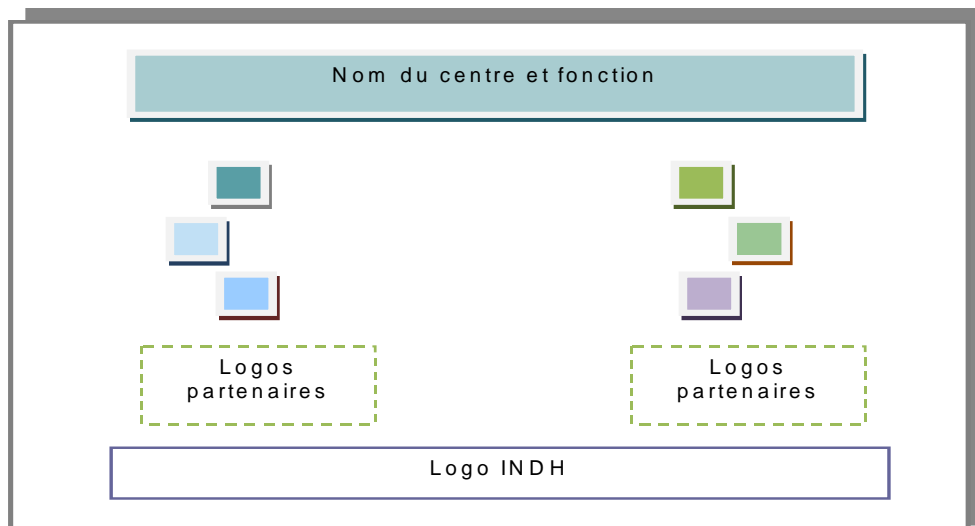 Nom du centre et fonction
Logos
partenaires
Logos
partenaires
Logo INDH